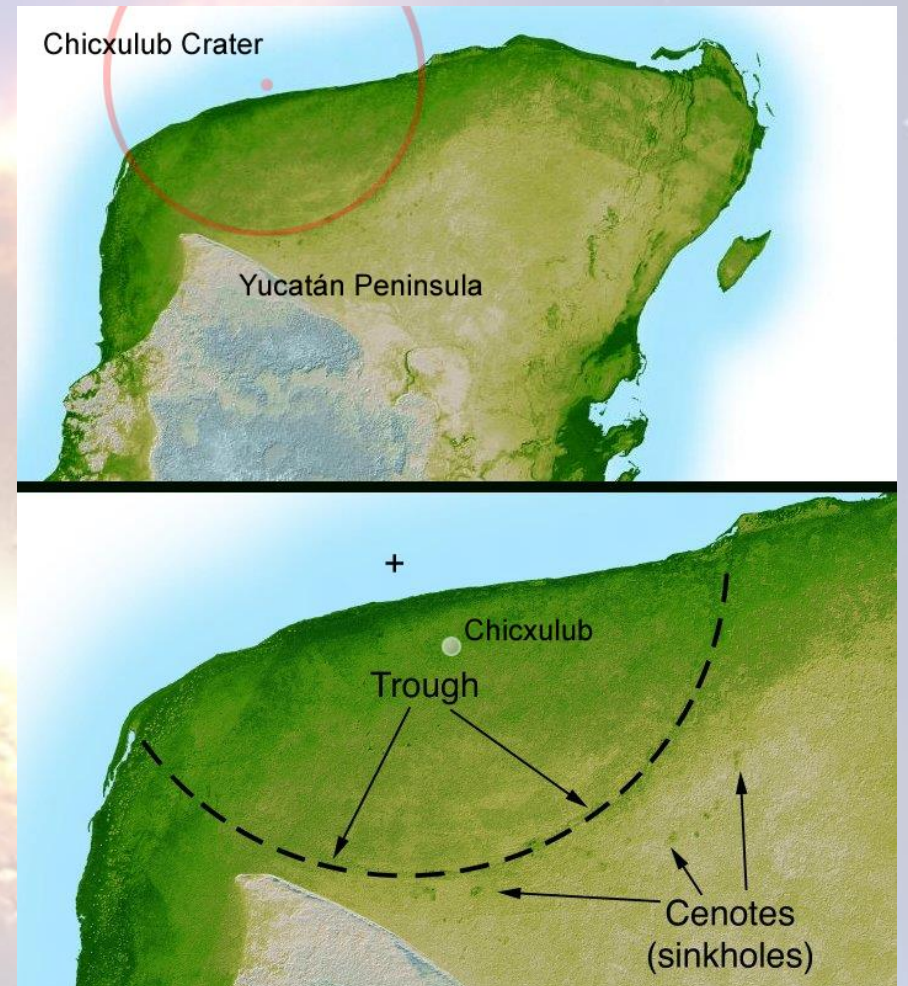 Chicxulub Crater
Yucatán Peninsula
+
Chicxulub
Trough
Cenotes
(sinkholes)